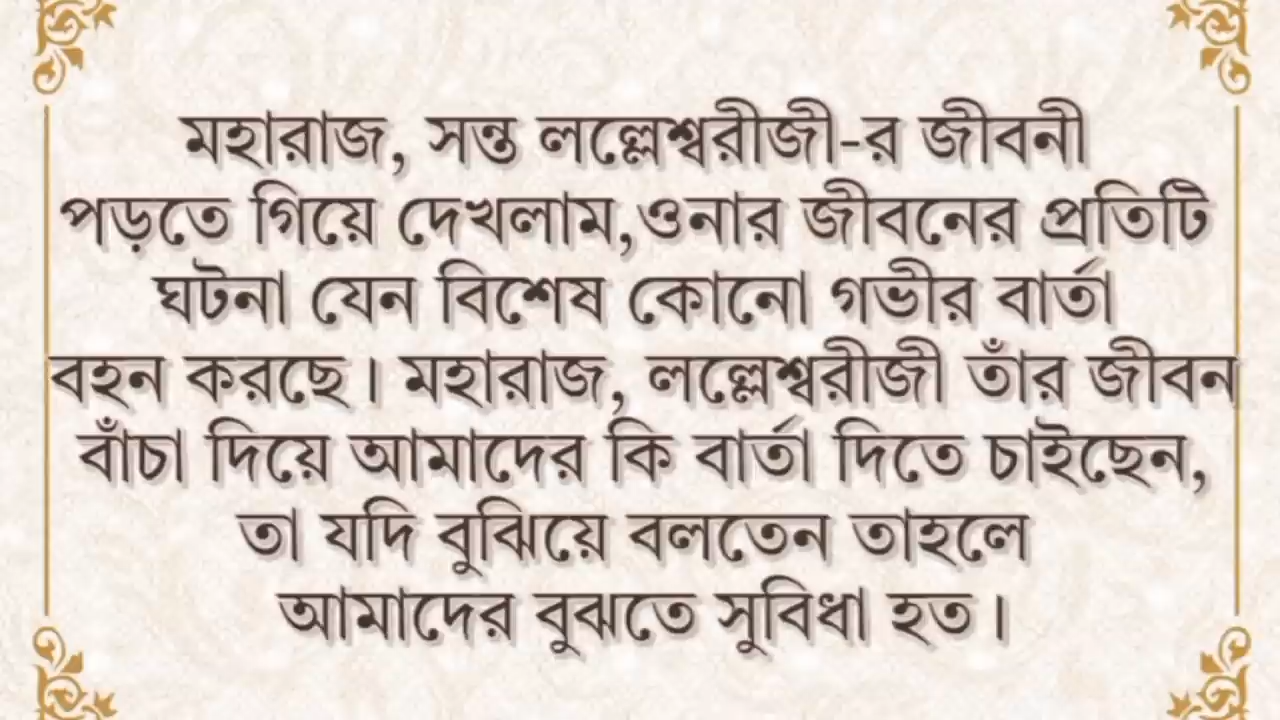 মহারাজ, সন্ত লল্লেশ্বরীজী-র জীবনী
পড়তে গিয়ে দেখলাম,ওনার জীবনের প্রতিটি
ঘটনা যেন বিশেষ কোনো গভীর বার্তা
বহন করছে। মহারাজ, লল্লেশ্বরীজী তাঁর জীবন
বাঁচা দিয়ে আমাদের কি বার্তা দিতে চাইছেন,
তা যদি বুঝিয়ে বলতেন তাহলে
আমাদের বুঝতে সুবিধা হত।